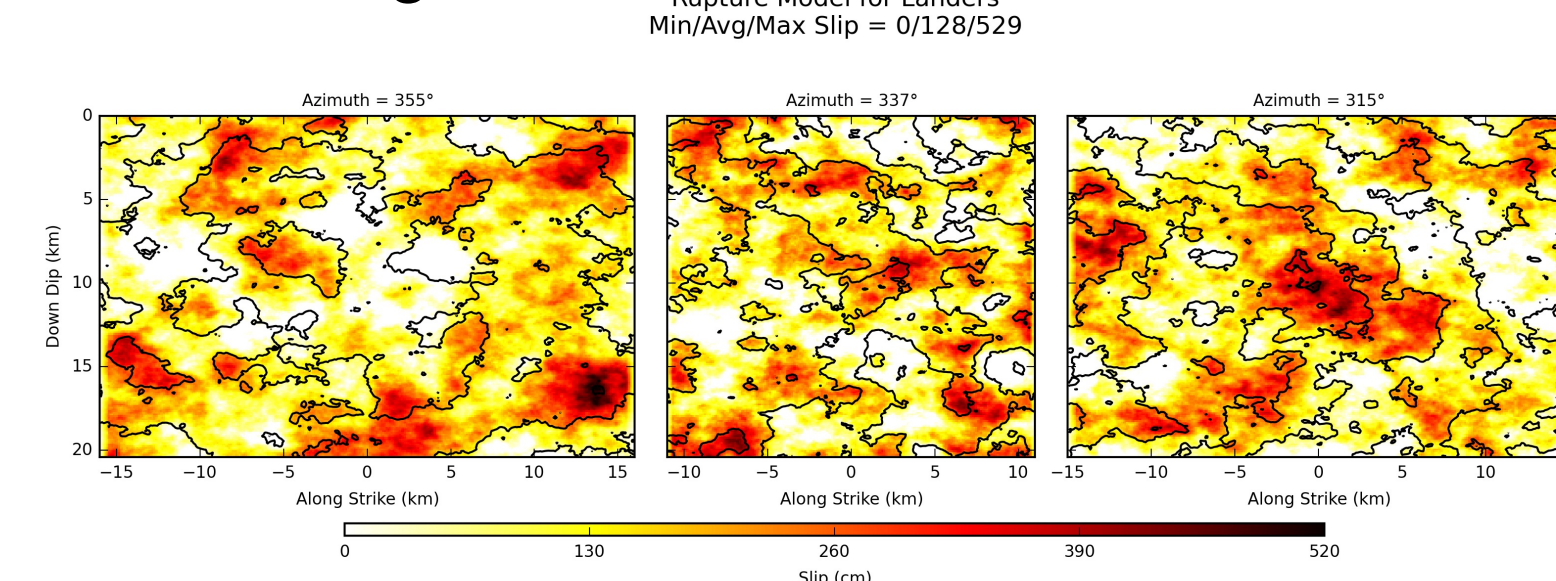 Rupture Model for Landers
Min/Avg/Max Slip = 0/128/529
Azimuth = 355°
Azimuth = 337°
Azimuth = 315°
0
5
10
15
20
Down Dip (km)
−15 −10 −5 0 5 10 15
−10 −5 0 5 10
−15 −10 −5 0 5 10
Along Strike (km)
Along Strike (km)
Along Strike (km)
0 130 260 390 520
Slip (cm)